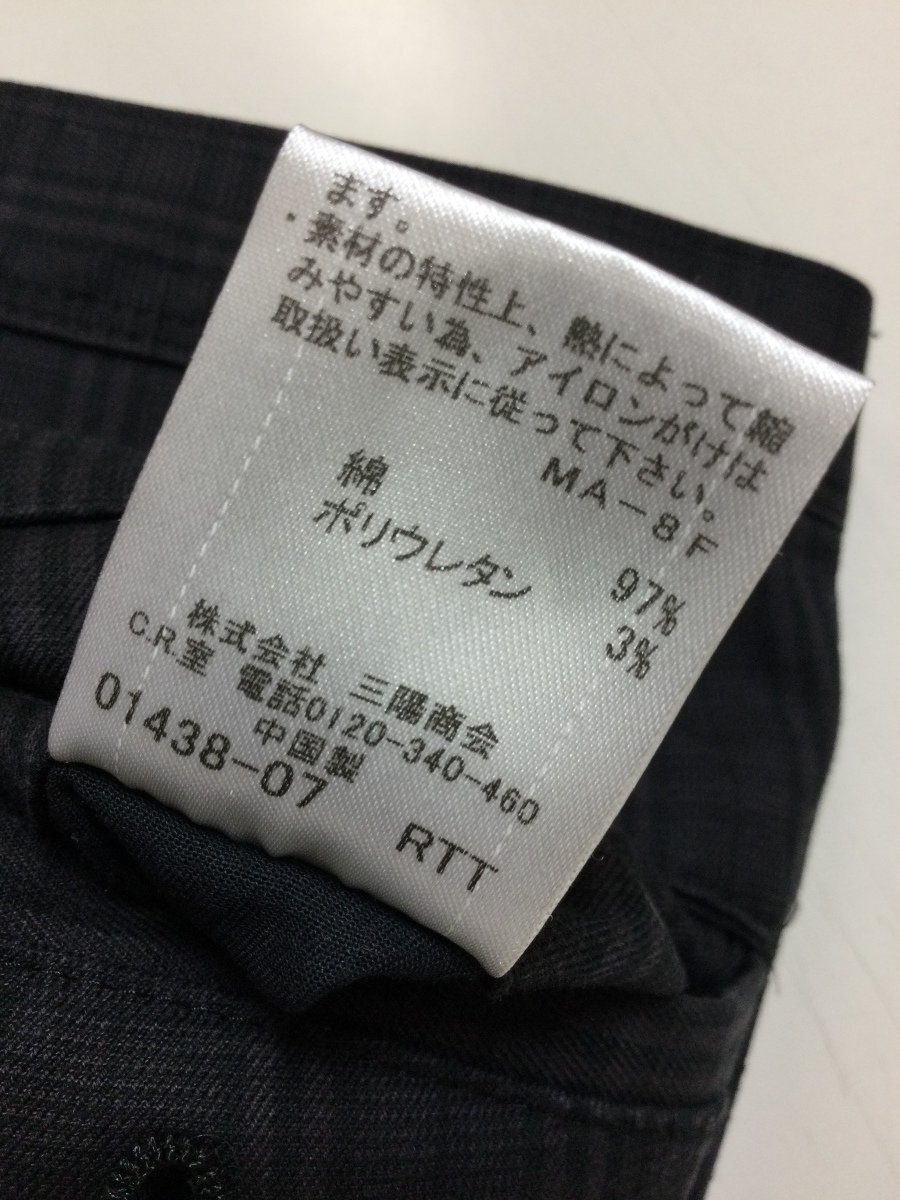 ます。
・素材の特性上、熱によって縮
みやすい為、アイロンがけは
取扱い表示に従って下さい。
MA-8F
綿 97%
ポリウレタン 3%
株式会社 三陽商会
C.R.室 電話0120-340-460
中国製
01438-07 RTT